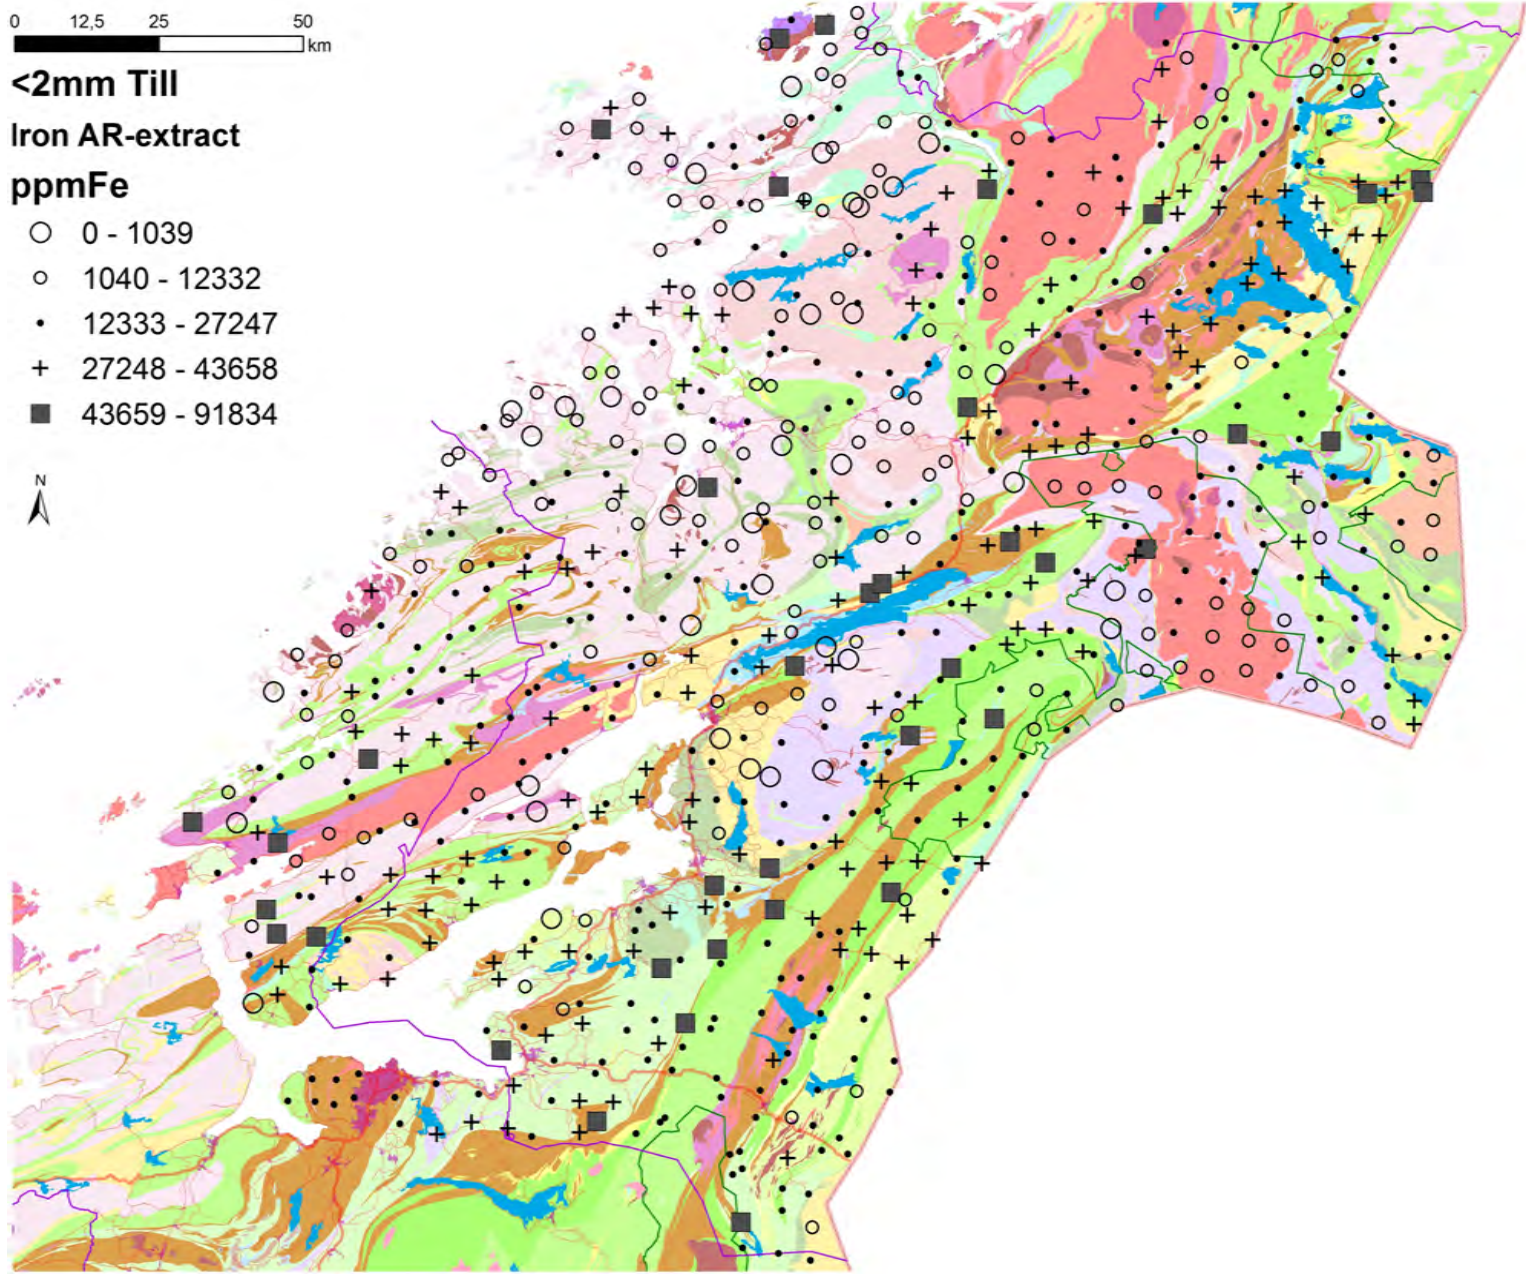 0 12,5 25 50
km
<2mm Till
Iron AR-extract
ppmFe
0 - 1039
1040 - 12332
12333 - 27247
27248 - 43658
43659 - 91834
N